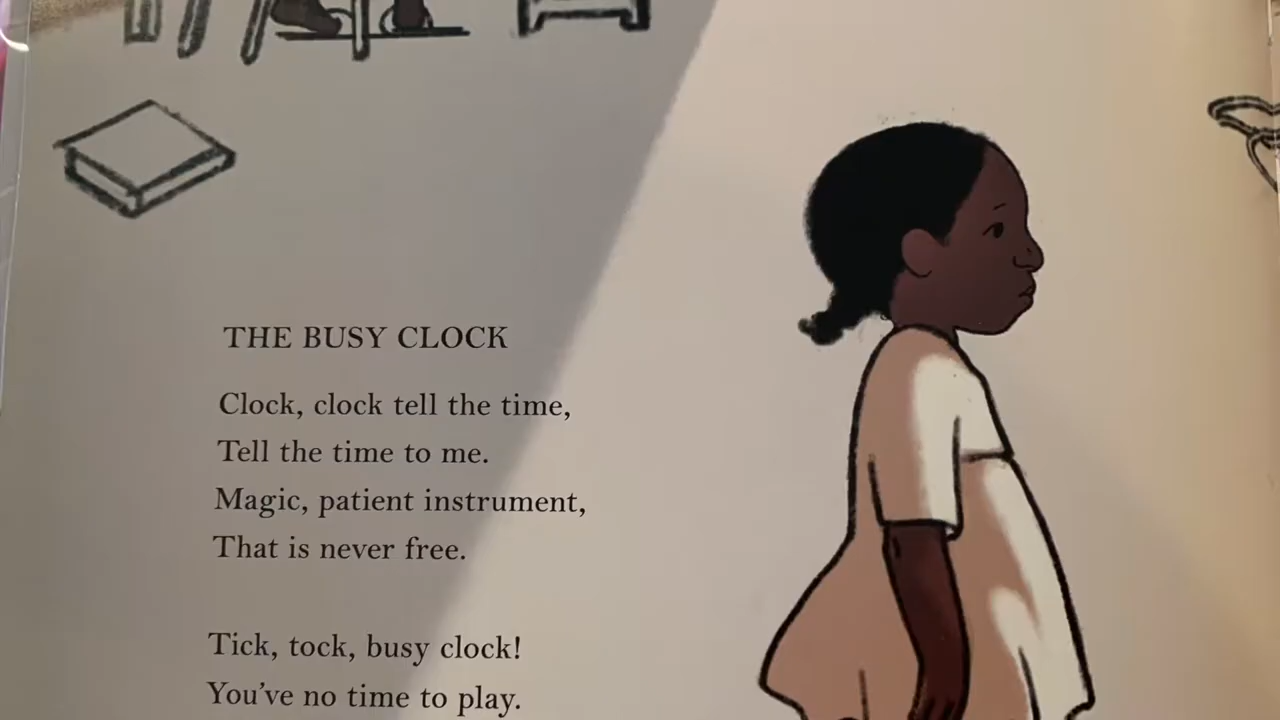 THE BUSY CLOCK
Clock, clock tell the time,
Tell the time to me.
Magic, patient instrument,
That is never free.
Tick, tock, busy clock!
You've no time to play.